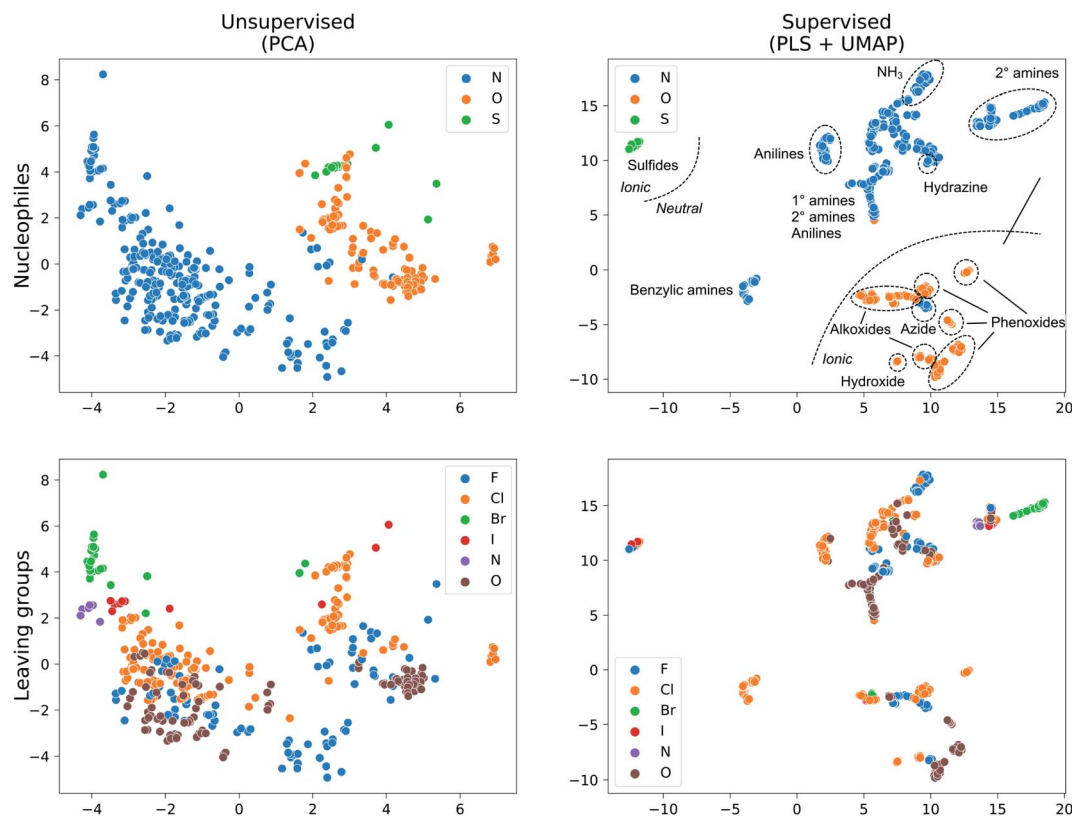 Unsupervised
(PCA)
Supervised
(PLS + UMAP)
Nucleophiles
8
6
4
2
0
−2
−4
−4
−2
0
2
4
6
N
O
S
15
10
5
0
−5
−10
−10
−5
0
5
10
15
20
N
O
S
NH3
2° amines
Sulfides
Ionic
Neutral
Anilines
Hydrazine
1° amines
2° amines
Anilines
Benzylic amines
Alkoxides
Azide
Phenoxides
Ionic
Hydroxide
Leaving groups
8
6
4
2
0
−2
−4
−4
−2
0
2
4
6
F
Cl
Br
I
N
O
15
10
5
0
−5
−10
−10
−5
0
5
10
15
20
F
Cl
Br
I
N
O